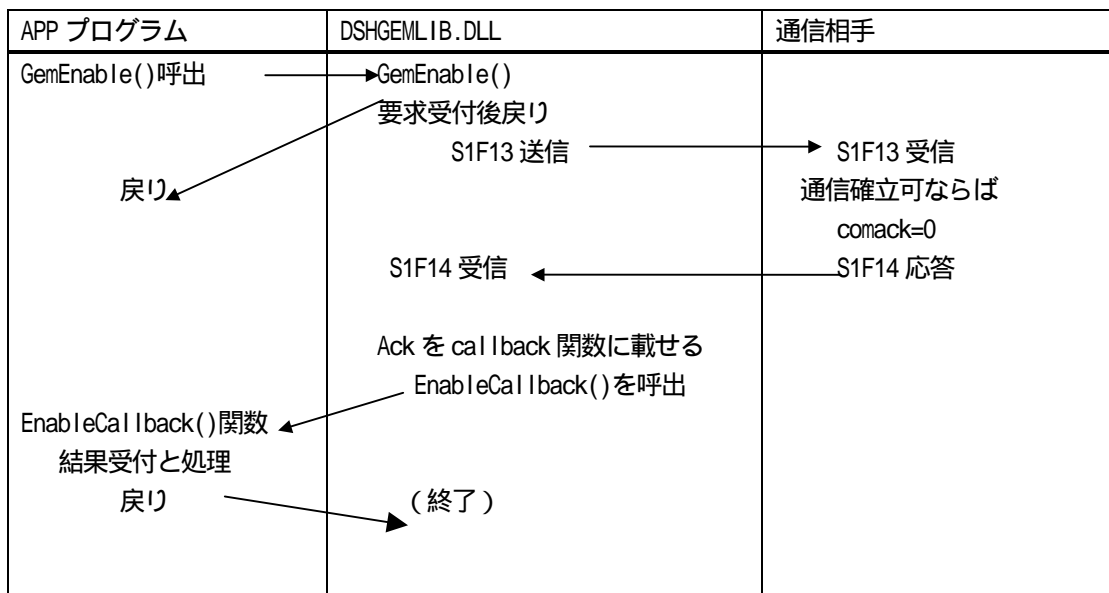 APP プログラム
DSHGEMLIB.DLL
通信相手
GemEnable()呼出
GemEnable()
要求受付後戻り
S1F13 送信
S1F13 受信
戻り
通信確立可ならば
comack=0
S1F14 受信
S1F14 応答
Ack を callback 関数に載せる
EnableCallback()を呼出
EnableCallback()関数
結果受付と処理
戻り
（終了）